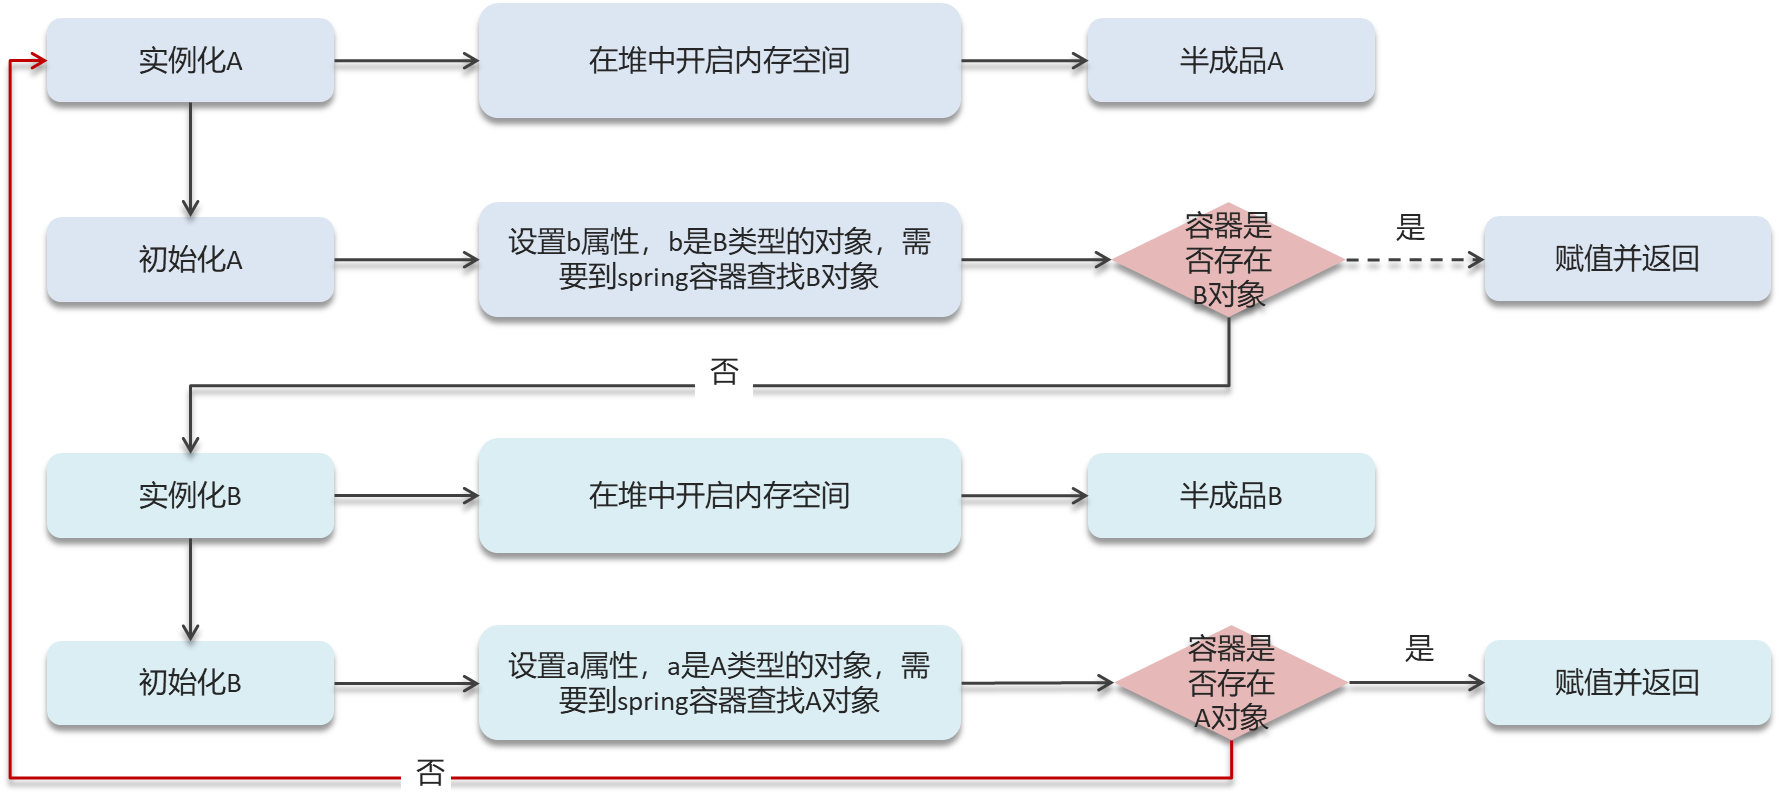 实例化A
在堆中开启内存空间
半成品A
初始化A
设置b属性，b是B类型的对象，需
要到spring容器查找B对象
容器是
否存在
B对象
是
赋值并返回
否
实例化B
在堆中开启内存空间
半成品B
初始化B
设置a属性，a是A类型的对象，需
要到spring容器查找A对象
容器是
否存在
A对象
是
赋值并返回
否